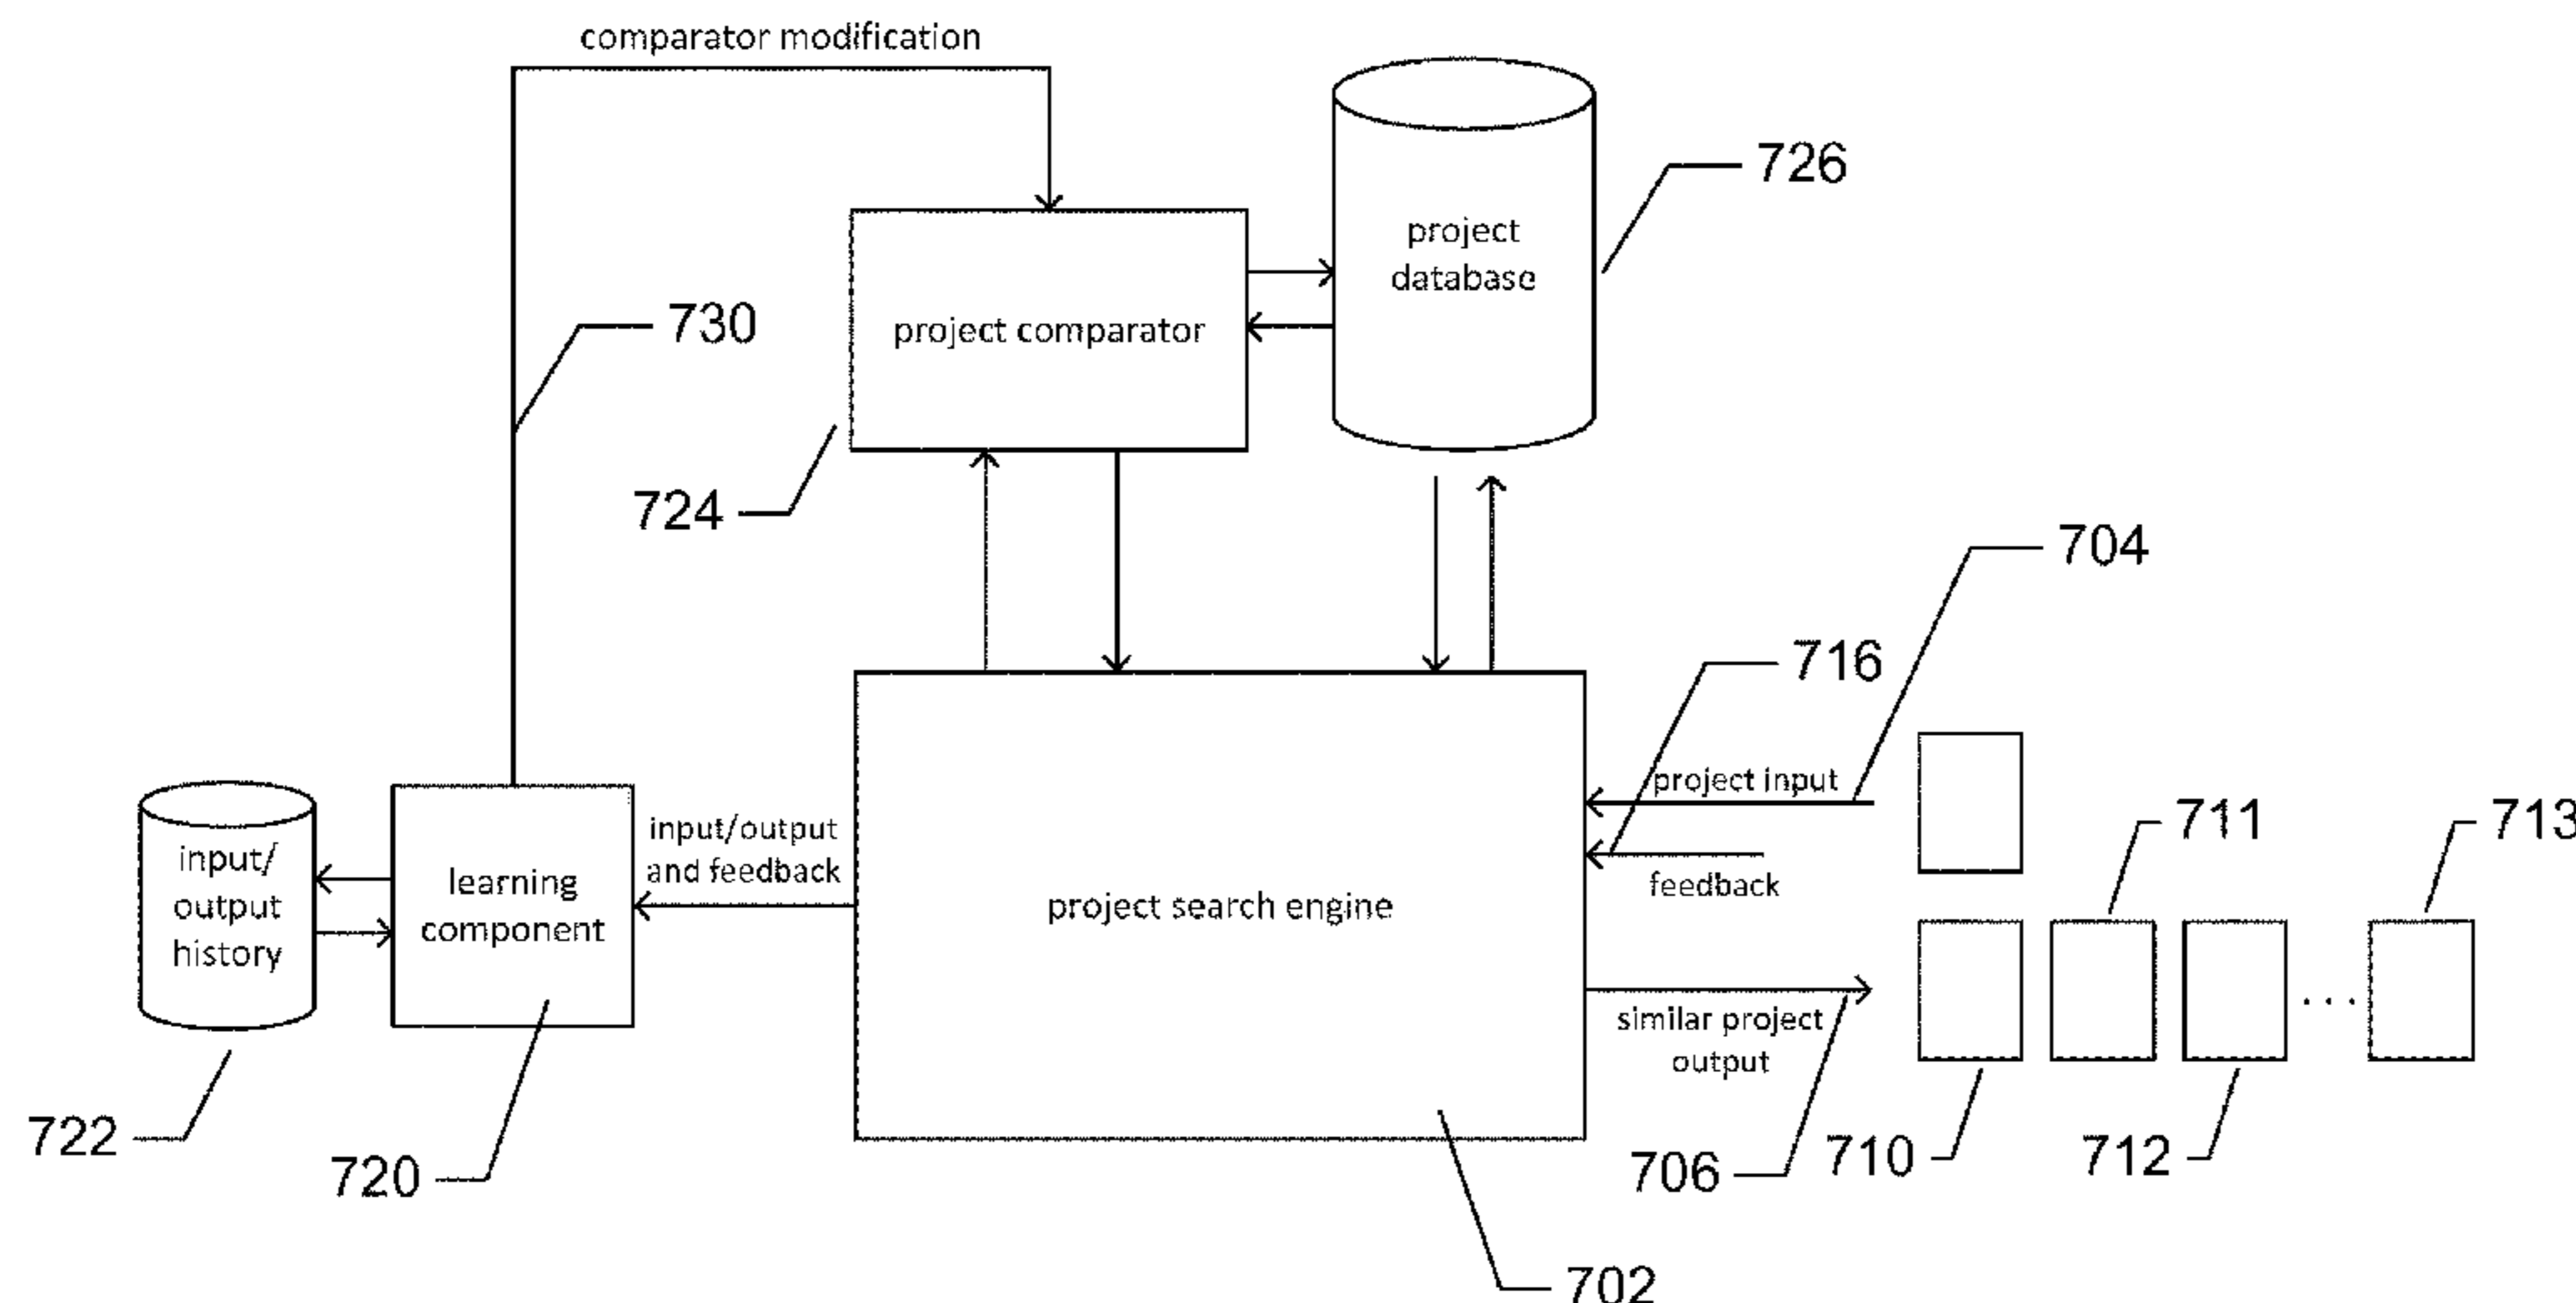 comparator modification
726
project
database
730
project comparator
724
704
716
project input
711
713
input/output
and feedback
input/
output
history
learning
component
feedback
project search engine
similar project
output
722
720
706
710
712
702